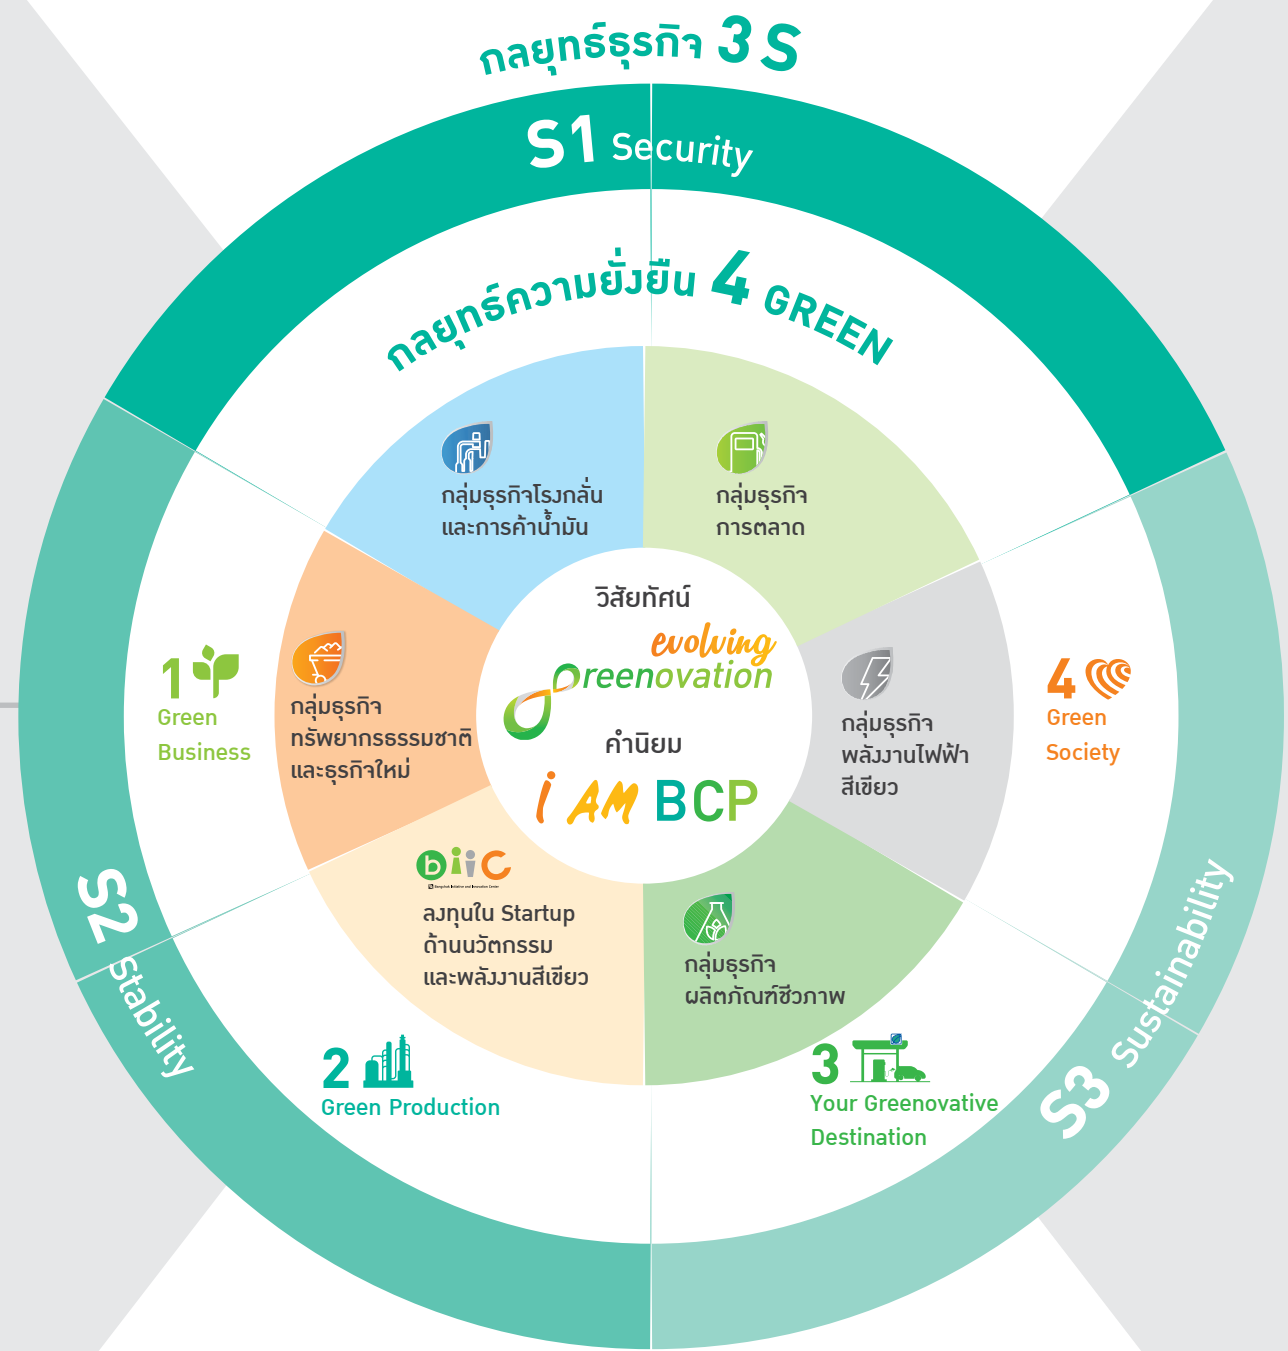 กลยุทธ์ธุรกิจ 3S
S1 Security
กลยุทธ์ความยั่งยืน 4 GREEN
กลุ่มธุรกิจโรงกลั่น
และการค้าน้ำมัน
กลุ่มธุรกิจ
การตลาด
วิสัยทัศน์
evolving
greenovation
ค่านิยม
i AM BCP
กลุ่มธุรกิจ
ทรัพยากรธรรมชาติ
และธุรกิจใหม่
กลุ่มธุรกิจ
พลังงานไฟฟ้า
สีเขียว
1
Green
Business
4
Green
Society
biic
Bangchak Initiative and Innovation Center
ลงทุนใน Startup
ด้านนวัตกรรม
และพลังงานสีเขียว
กลุ่มธุรกิจ
ผลิตภัณฑ์ชีวภาพ
S2 Stability
S3 Sustainability
2
Green Production
3
Your Greenovative
Destination